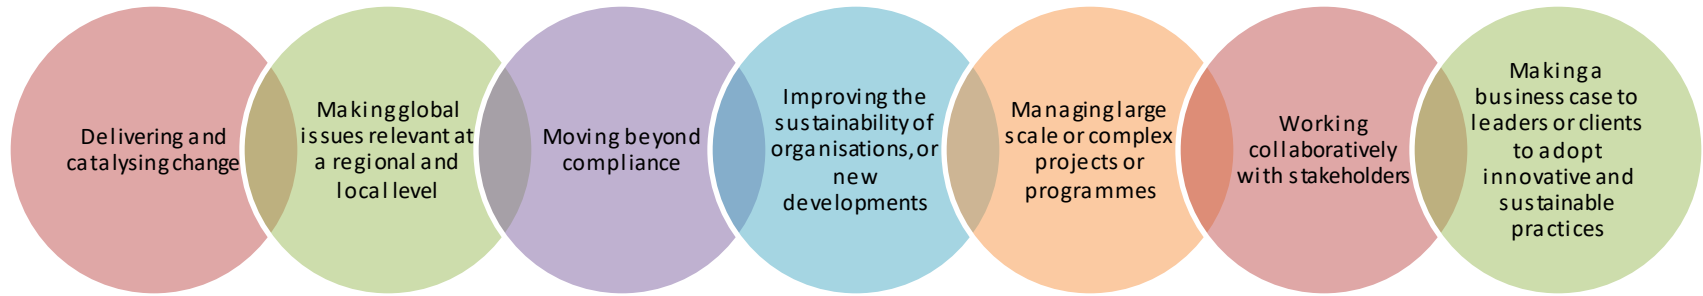 Delivering and
catalysing change
Making global
issues relevant at
a regional and
local level
Moving beyond
compliance
Improving the
sustainability of
organisations, or
new
developments
Managing large
scale or complex
projects or
programmes
Working
collaboratively
with stakeholders
Making a
business case to
leaders or clients
to adopt
innovative and
sustainable
practices